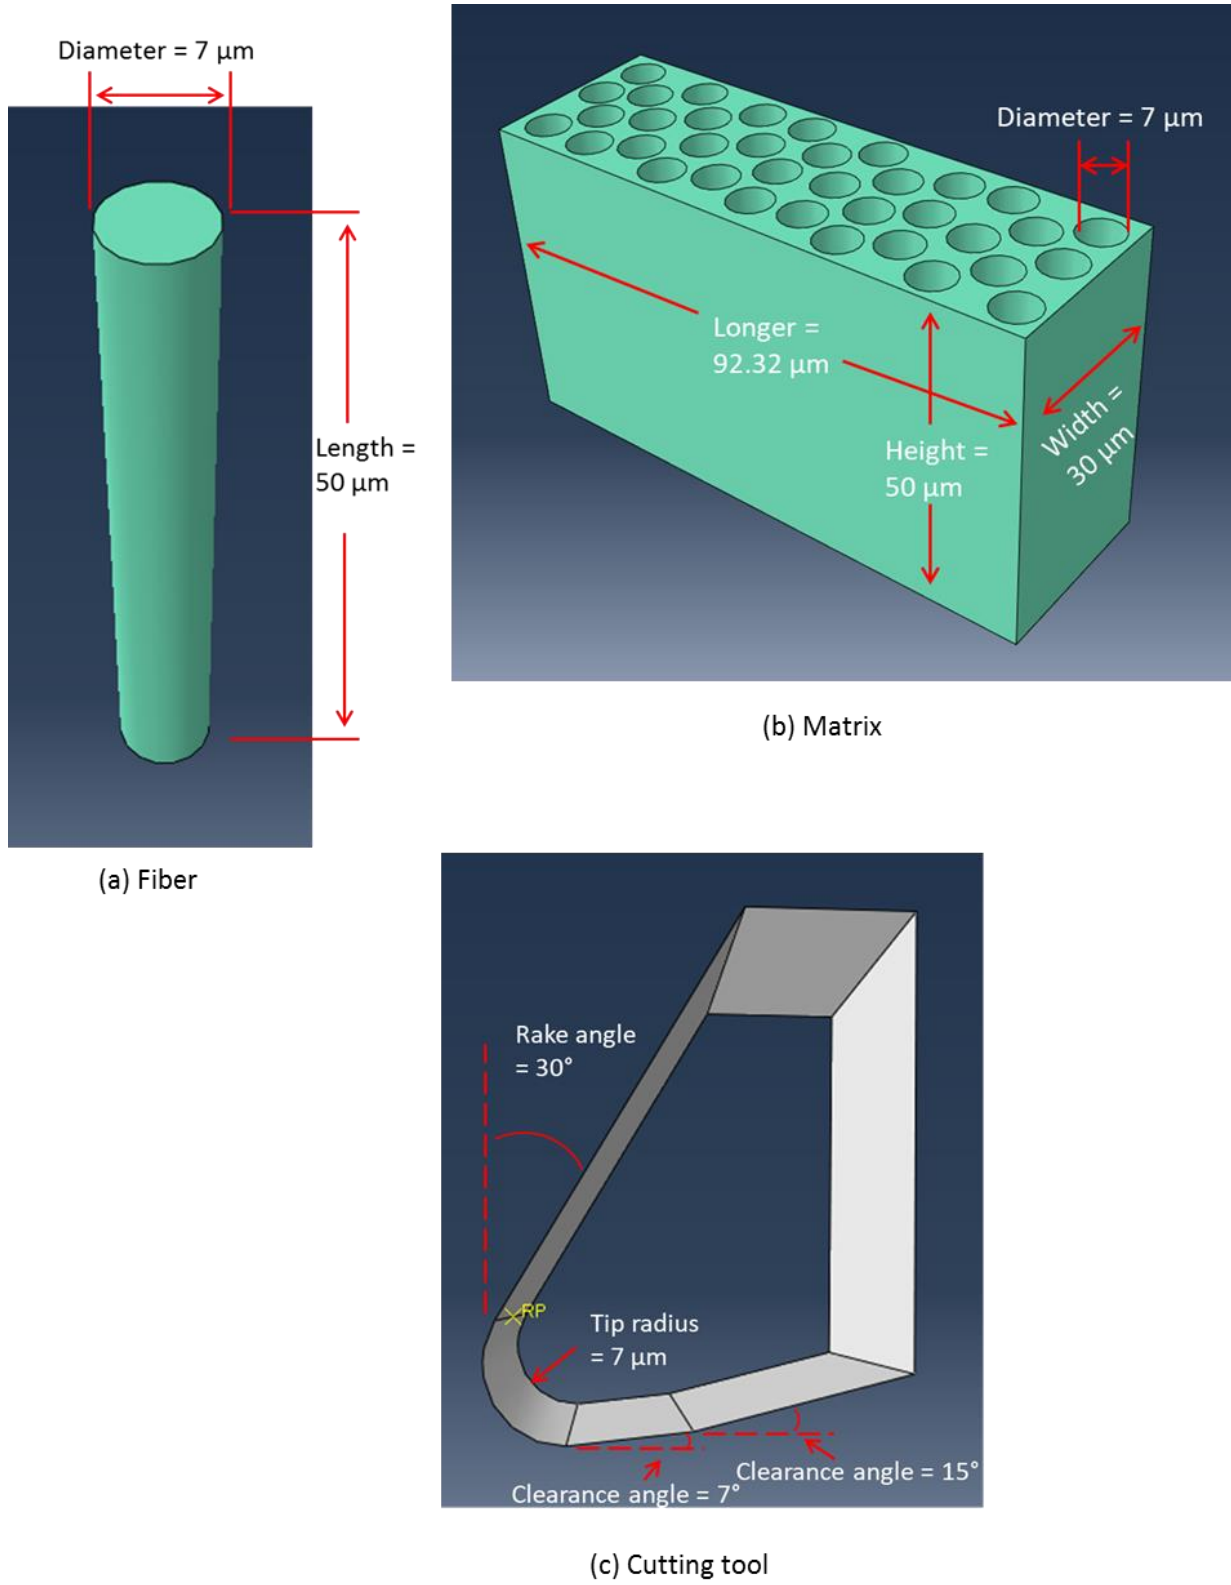 Diameter = 7 µm
Length =
50 µm
(a) Fiber
Diameter = 7 µm
Longer =
92.32 µm
Height =
50 µm
Width =
30 µm
(b) Matrix
Rake angle
= 30°
RP
Tip radius
= 7 µm
Clearance angle = 15°
Clearance angle = 7°
(c) Cutting tool